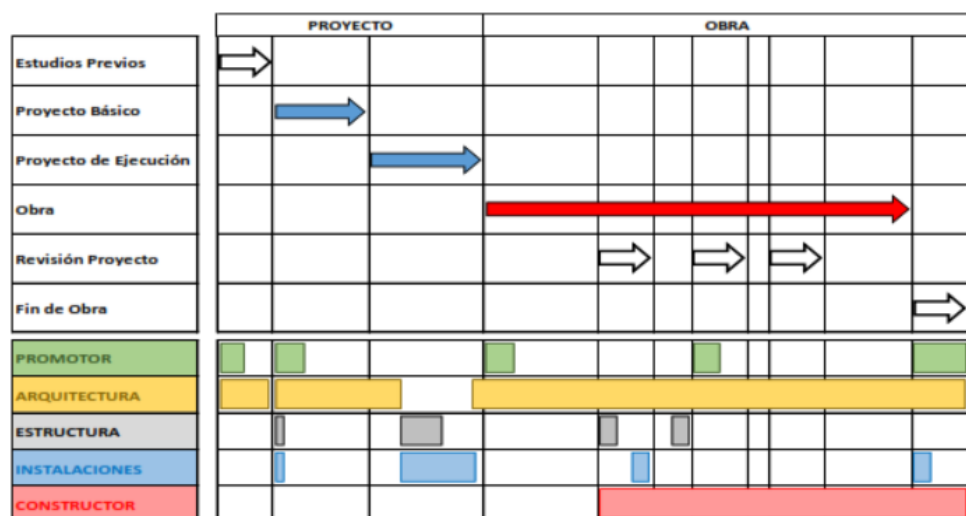 PROYECTO
OBRA
Estudios Previos
Proyecto Básico
Proyecto de Ejecución
Obra
Revisión Proyecto
Fin de Obra
PROMOTOR
ARQUITECTURA
ESTRUCTURA
INSTALACIONES
CONSTRUCTOR